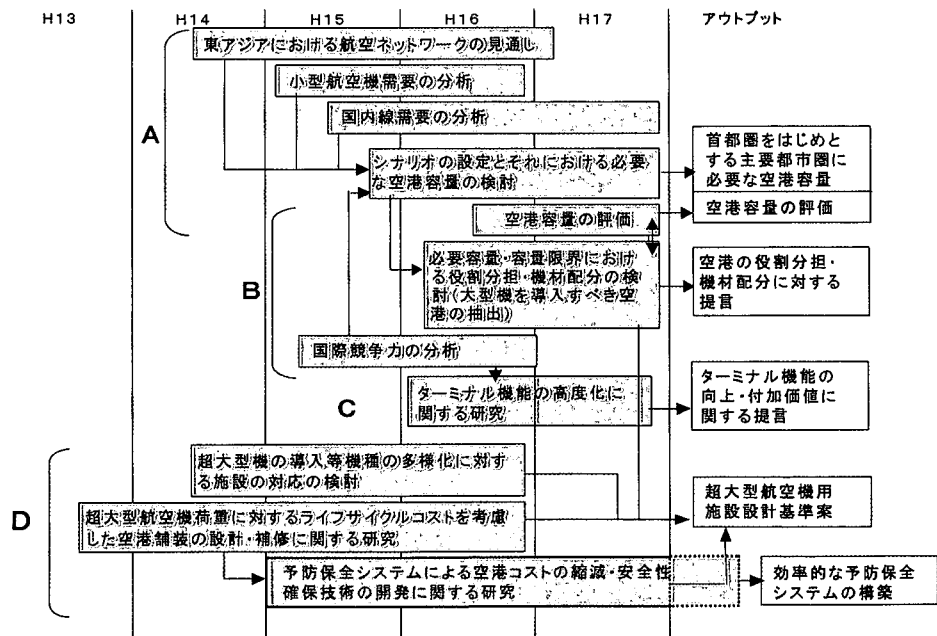 H13
H14
H15
H16
H17
アウトプット
東アジアにおける航空ネットワークの見通し
小型航空機需要の分析
国内線需要の分析
A
シナリオの設定とそれにおける必要
な空港容量の検討
首都圏をはじめと
する主要都市圏に
必要な空港容量
空港容量の評価
空港容量の評価
B
必要容量・容量限界におけ
る役割分担・機材配分の検
討(大型機を導入すべき空
港の抽出)
空港の役割分担・
機材配分に対する
提言
国際競争力の分析
C
ターミナル機能の高度化に
関する研究
ターミナル機能の
向上・付加価値に
関する提言
D
超大型機の導入等機種の多様化に対す
る施設の対応の検討
超大型航空機荷重に対するライフサイクルコストを考慮
した空港舗装の設計・補修に関する研究
超大型航空機用
施設設計基準案
予防保全システムによる空港コストの縮減・安全性
確保技術の開発に関する研究
効率的な予防保全
システムの構築